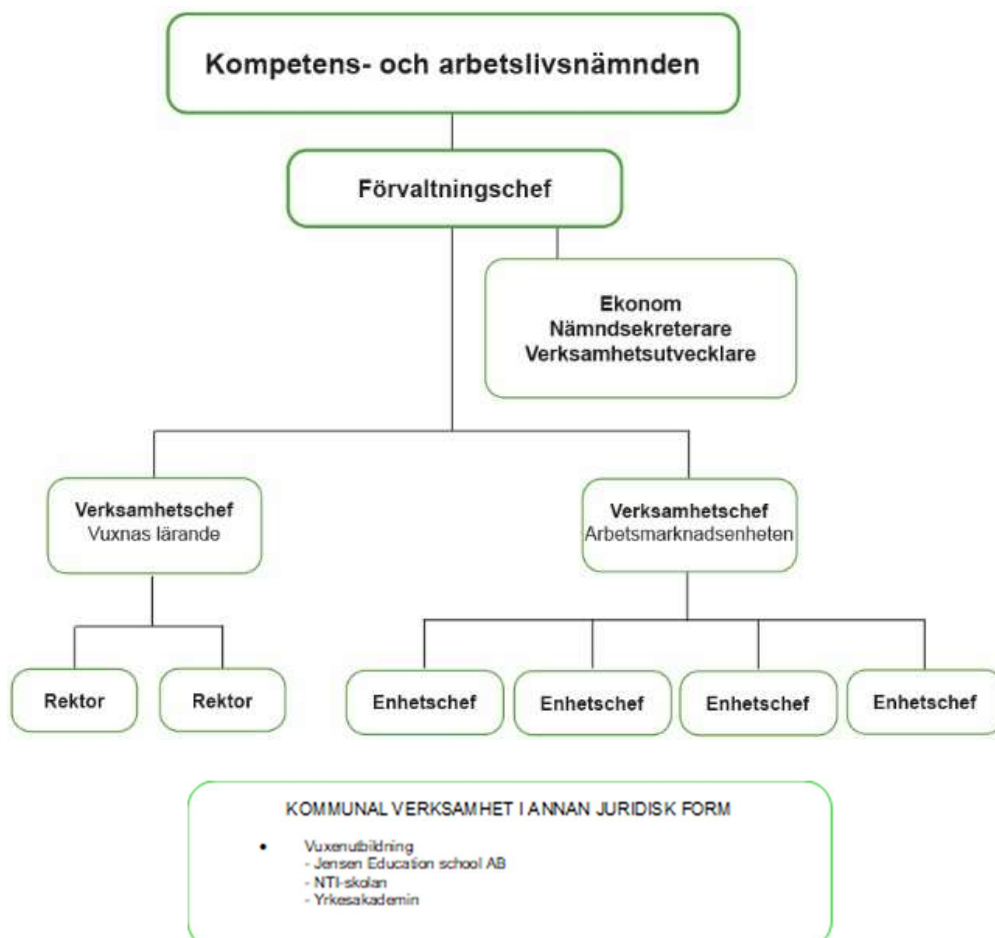 Kompetens- och arbetslivsnämnden
Förvaltningschef
Ekonom
Nämndsekreterare
Verksamhetsutvecklare
Verksamhetschef
Vuxnas lärande
Verksamhetschef
Arbetsmarknadsenheten
Rektor
Rektor
Enhetschef
Enhetschef
Enhetschef
Enhetschef
KOMMUNAL VERKSAMHET I ANNAN JURIDISK FORM
• Vuxenutbildning
- Jensen Education school AB
- NTI-skolan
- Yrkesakademin